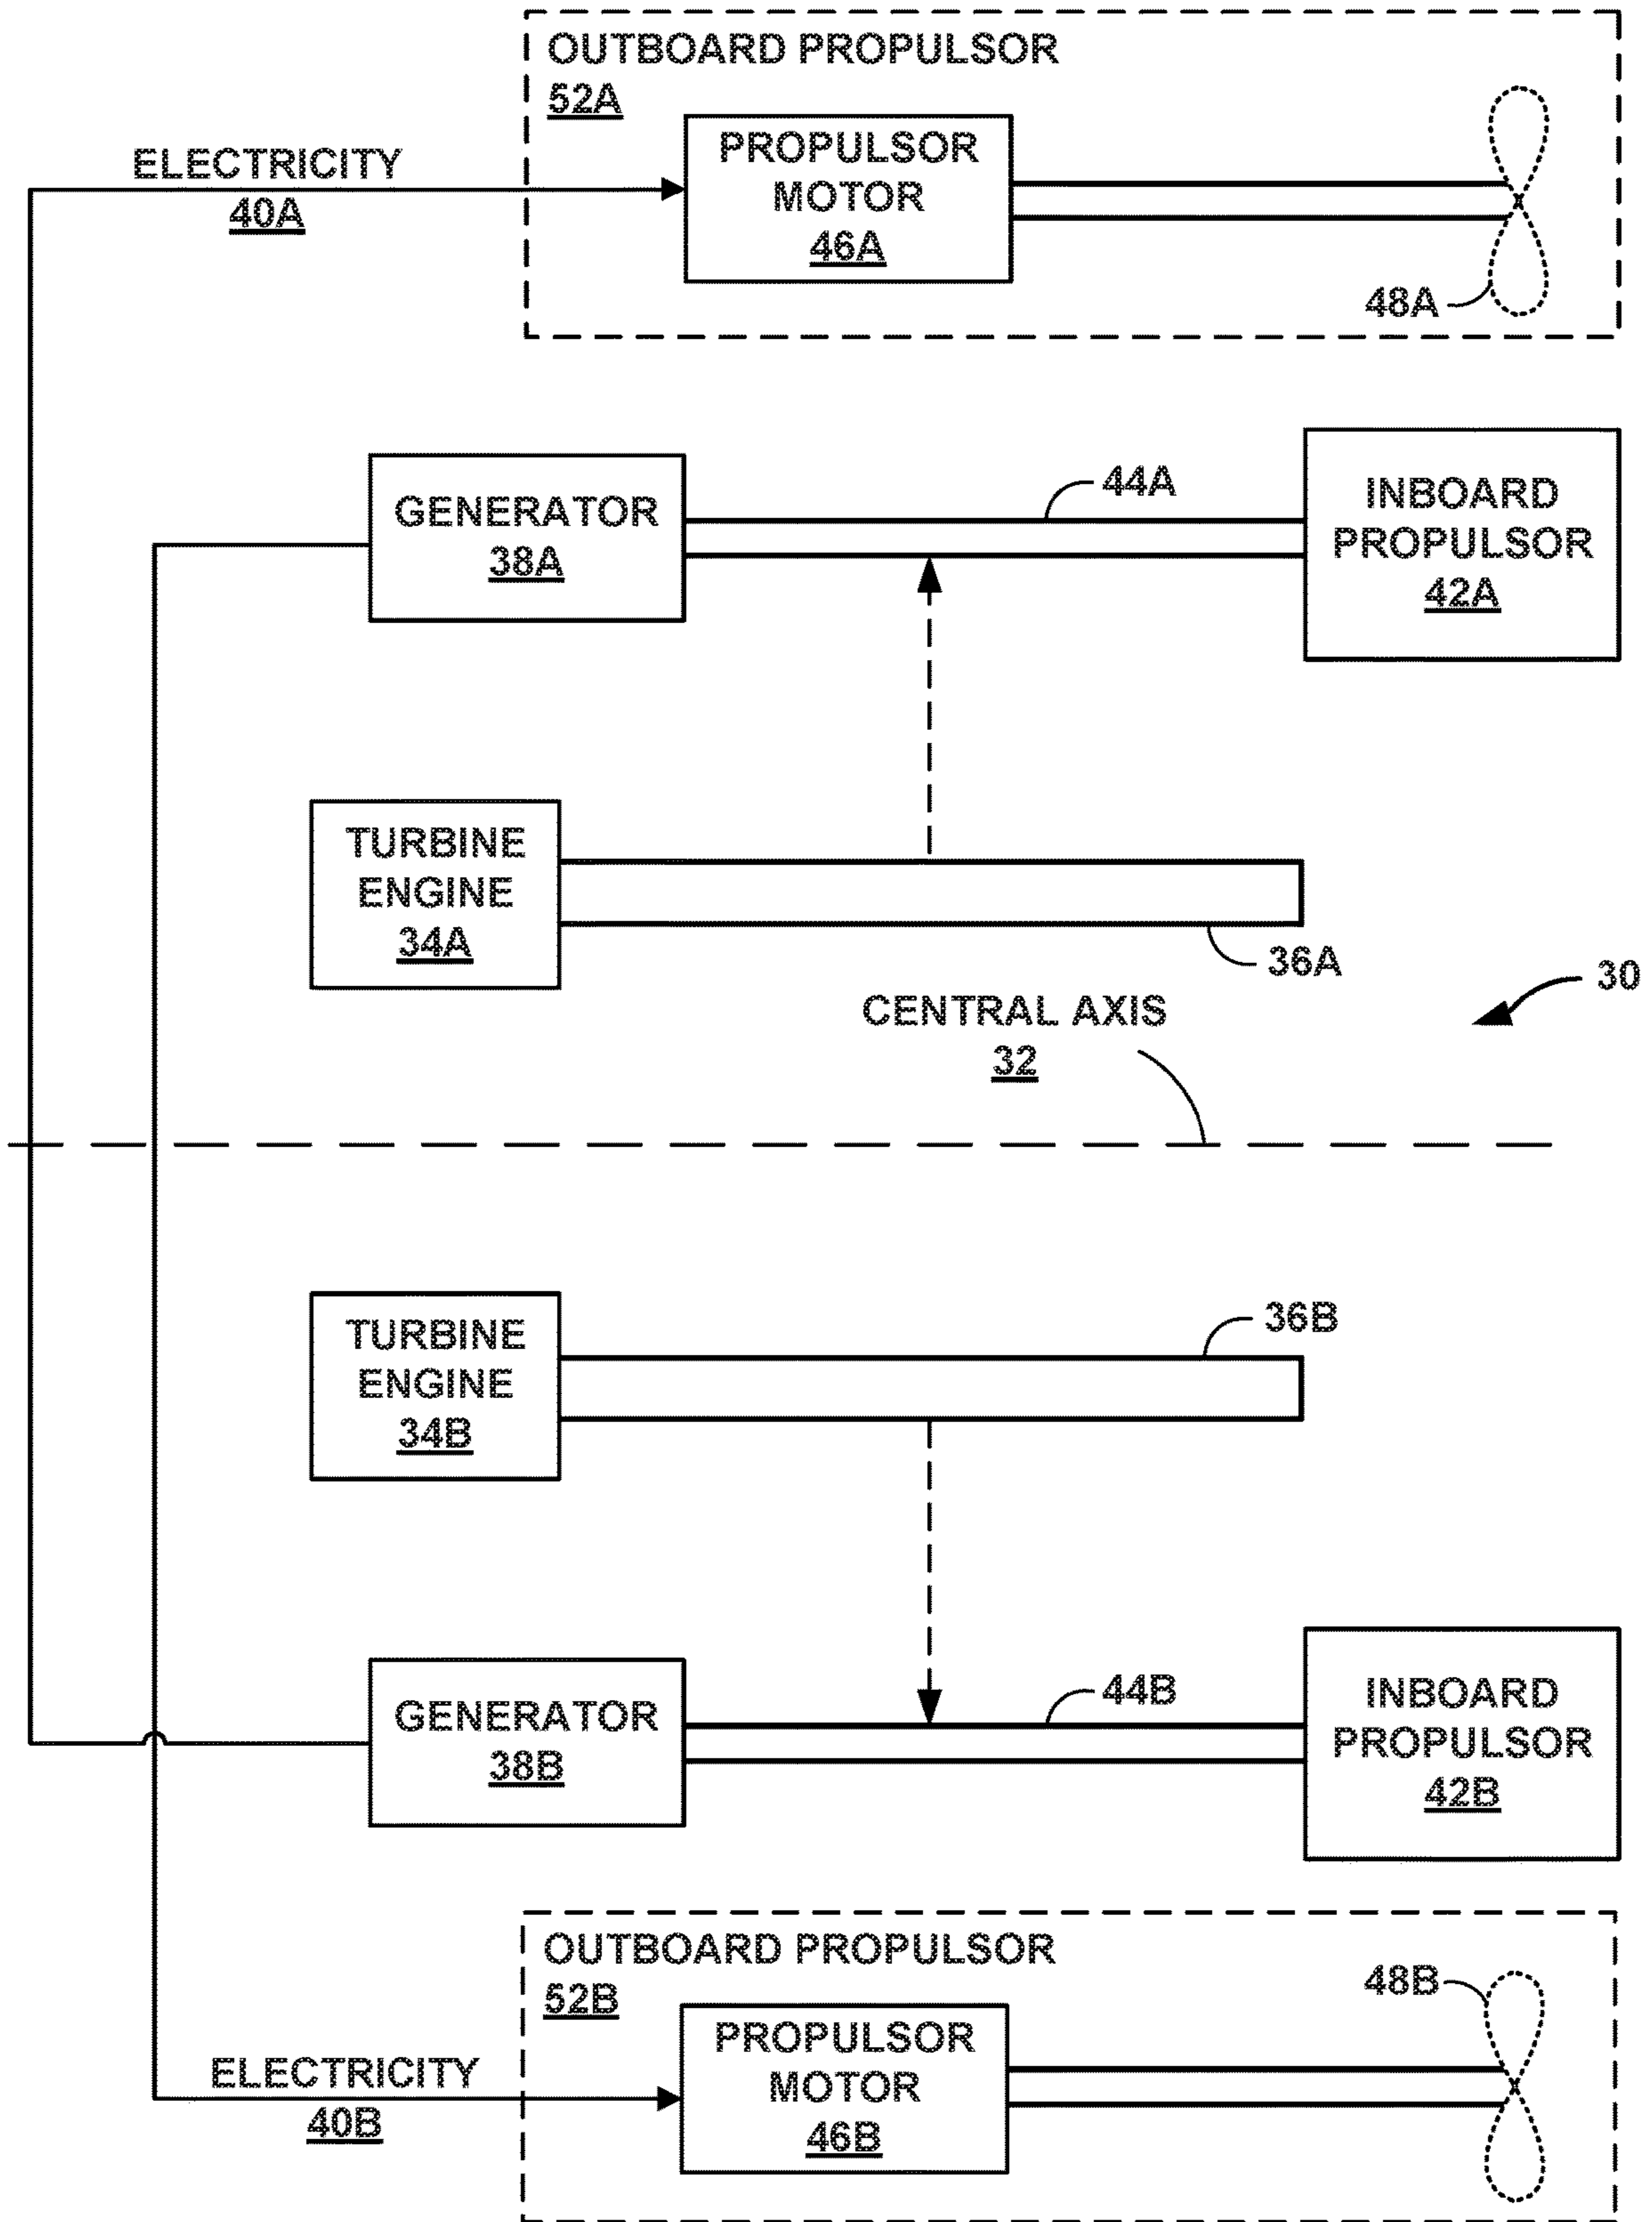 OUTBOARD PROPULSOR
52A
PROPULSOR
MOTOR
46A
48A
ELECTRICITY
40A
GENERATOR
38A
44A
INBOARD
PROPULSOR
42A
TURBINE
ENGINE
34A
36A
30
CENTRAL AXIS
32
TURBINE
ENGINE
34B
36B
GENERATOR
38B
44B
INBOARD
PROPULSOR
42B
OUTBOARD PROPULSOR
52B
PROPULSOR
MOTOR
46B
48B
ELECTRICITY
40B